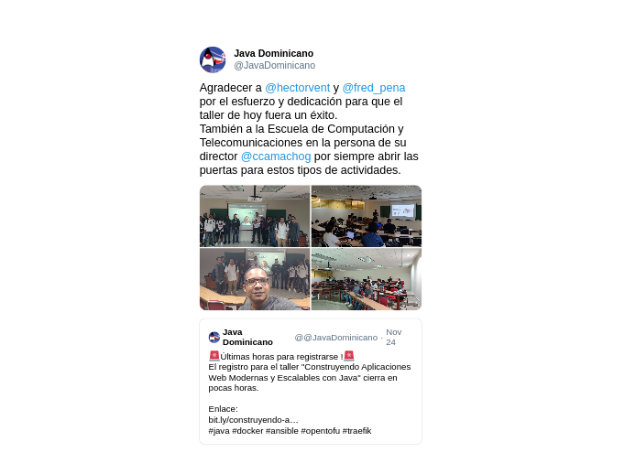 Java Dominicano
@JavaDominicano
Agradecer a @hectorvent y @fred_pena
por el esfuerzo y dedicación para que el
taller de hoy fuera un éxito.
También a la Escuela de Computación y
Telecomunicaciones en la persona de su
director @ccamachog por siempre abrir las
puertas para estos tipos de actividades.
Java
Dominicano
@@JavaDominicano · Nov
24
🚨Últimas horas para registrarse !🚨
El registro para el taller "Construyendo Aplicaciones
Web Modernas y Escalables con Java" cierra en
pocas horas.
Enlace:
bit.ly/construyendo-a…
#java #docker #ansible #opentofu #traefik